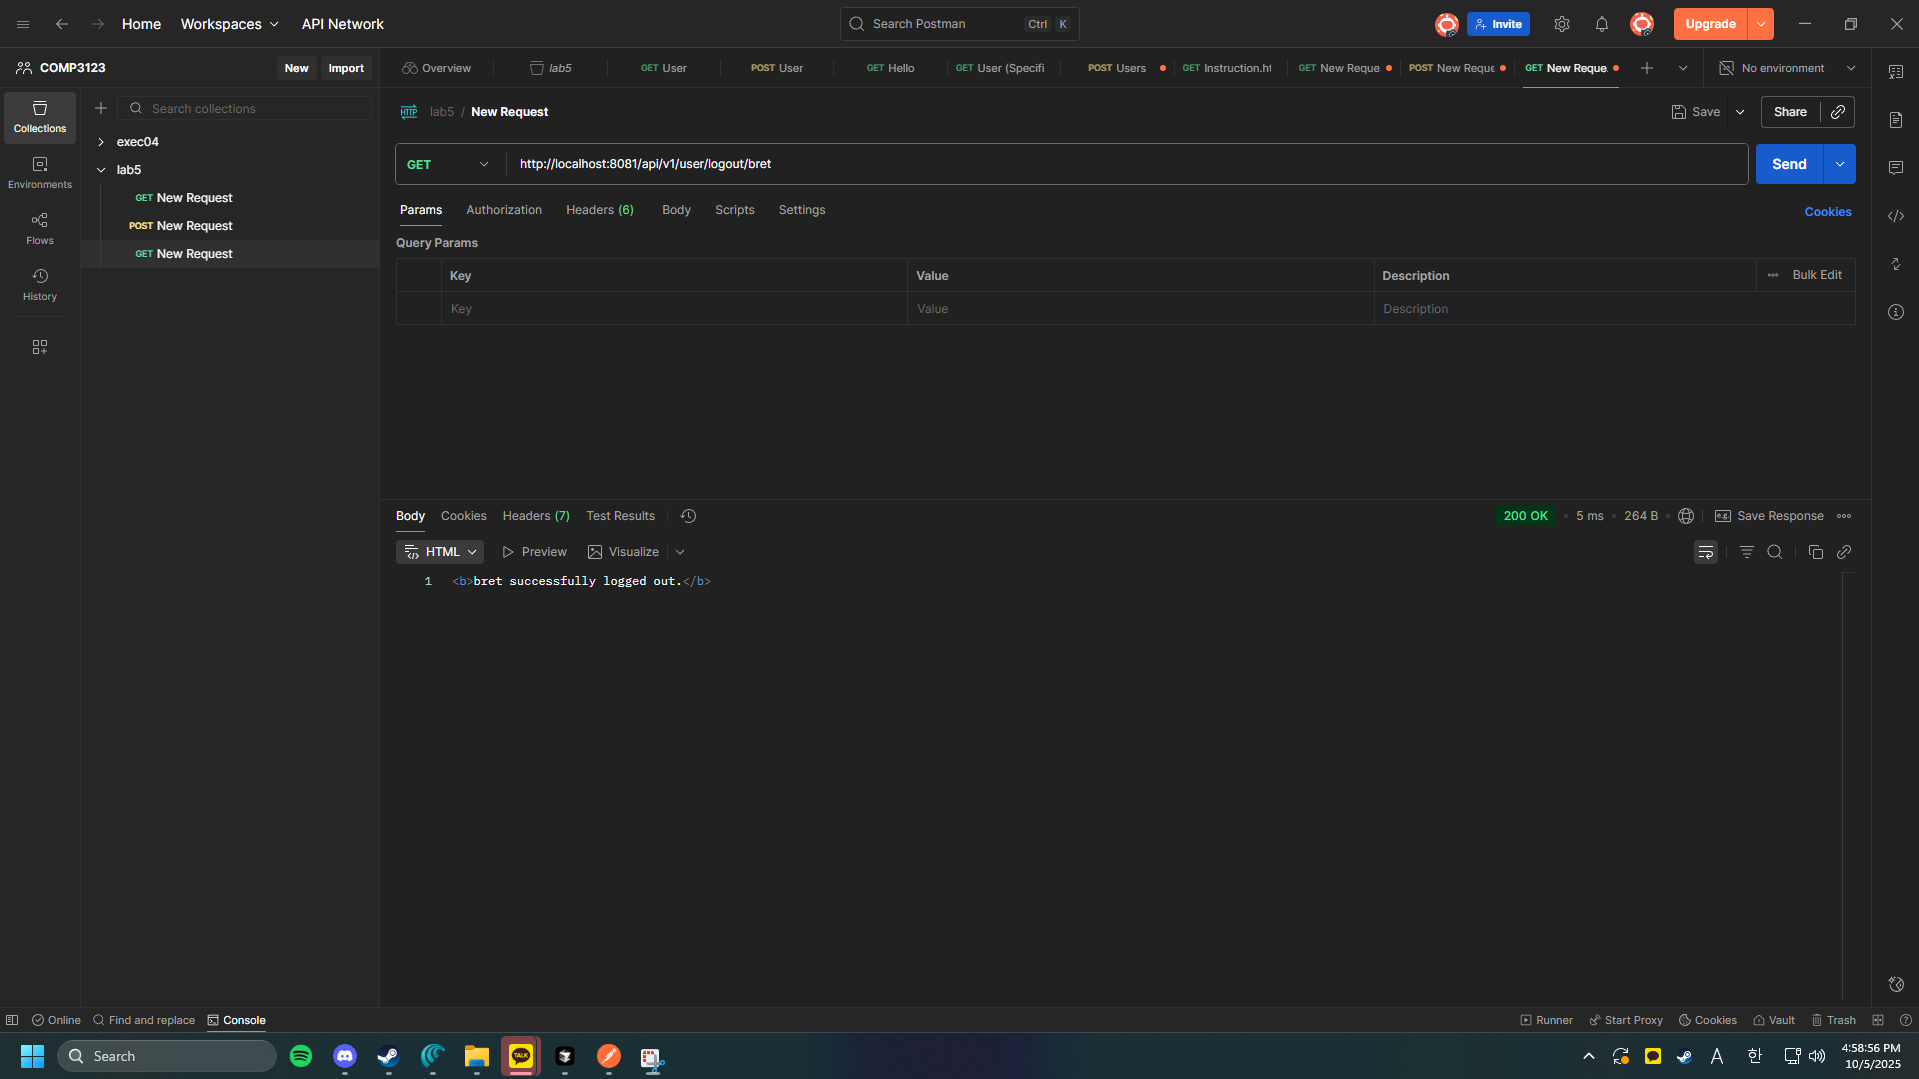 Home Workspaces API Network
Search Postman Ctrl K
Invite Upgrade
COMP3123 New Import
Overview lab5 GET User POST User GET Hello GET User (Specifi POST Users GET Instruction.ht GET New Reque POST New Reque GET New Reque No environment
Collections
Environments
Flows
History
Search collections
exec04
lab5
GET New Request
POST New Request
GET New Request
HTTP lab5 / New Request Save Share
GET http://localhost:8081/api/v1/user/logout/bret Send
Params Authorization Headers (6) Body Scripts Settings Cookies
Query Params
Key Value Description Bulk Edit
Key Value Description
Body Cookies Headers (7) Test Results 200 OK 5 ms 264 B e.g. Save Response
HTML Preview Visualize
1 <b>bret successfully logged out.</b>
Online Find and replace Console Runner Start Proxy Cookies Vault Trash
Search TALK A 한 4:58:56 PM
10/5/2025